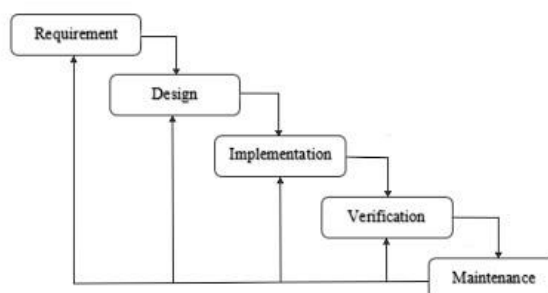 Requirement
Design
Implementation
Verification
Maintenance